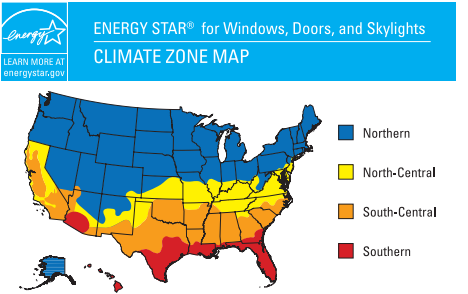 energy
LEARN MORE AT
energystar.gov
ENERGY STAR® for Windows, Doors, and Skylights
CLIMATE ZONE MAP
Northern
North-Central
South-Central
Southern